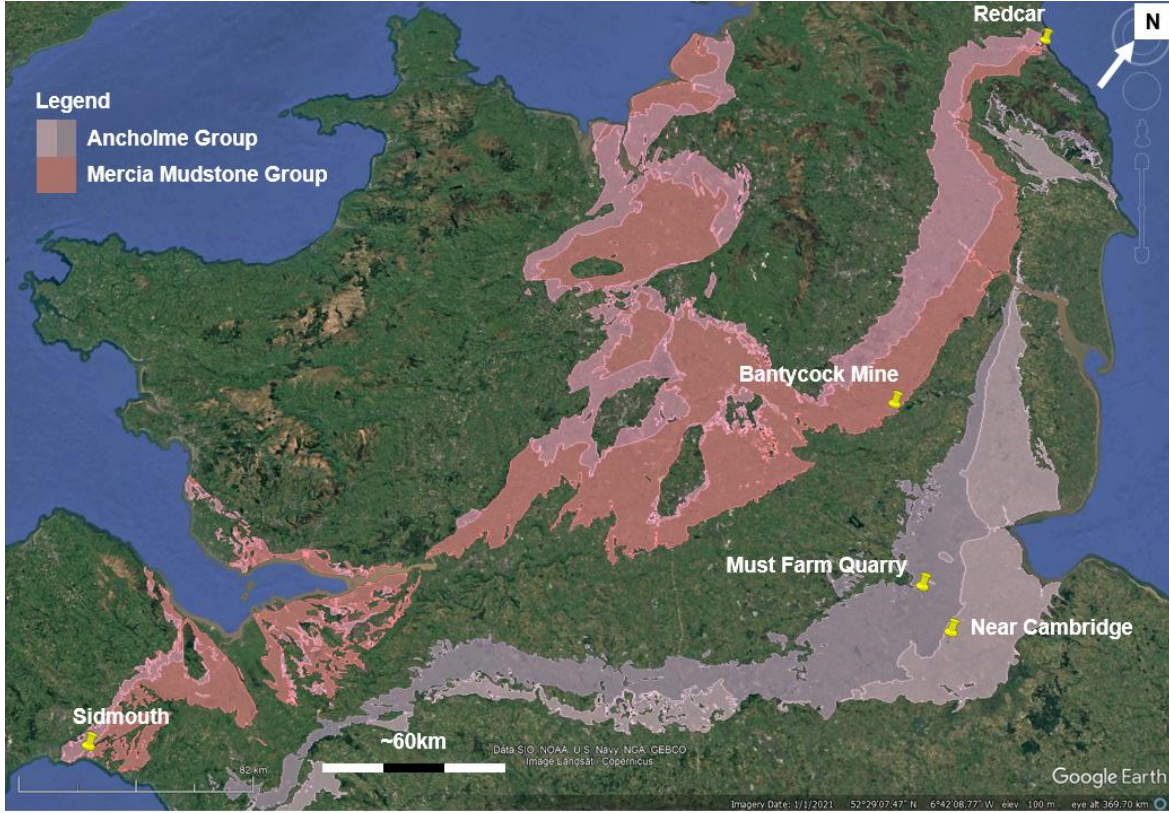 Redcar
N
Legend
Ancholme Group
Mercia Mudstone Group
Bantycock Mine
Must Farm Quarry
Near Cambridge
Sidmouth
~60km
Data SIO, NOAA, U.S. Navy, NGA, GEBCO
Image Landsat / Copernicus
82 km
Google Earth
Imagery Date: 1/1/2021 52°29'07.47" N 6°42'08.77" W elev 100 m eye alt 369.70 km